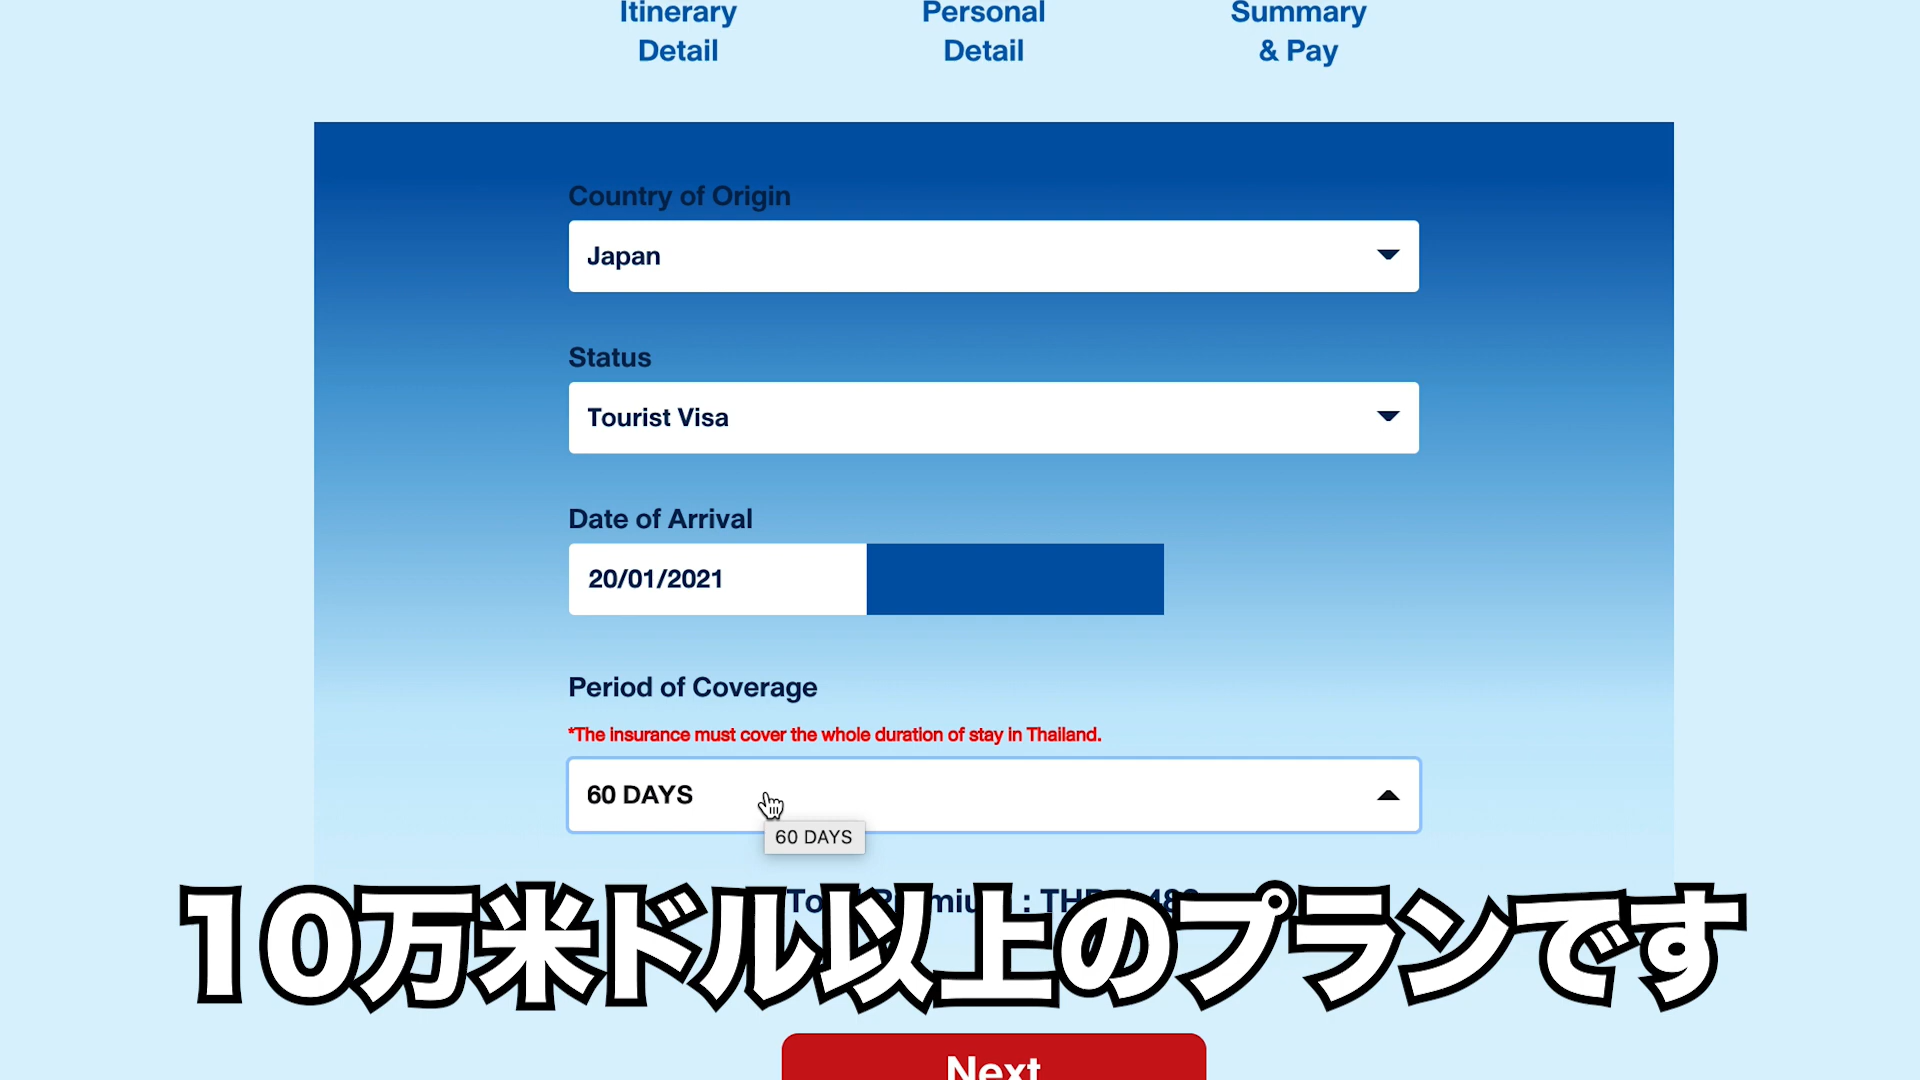 Itinerary Detail
Personal Detail
Summary & Pay
Country of Origin
Japan
Status
Tourist Visa
Date of Arrival
20/01/2021
Period of Coverage
*The insurance must cover the whole duration of stay in Thailand.
60 DAYS
60 DAYS
10万米ドル以上のプランです
Next